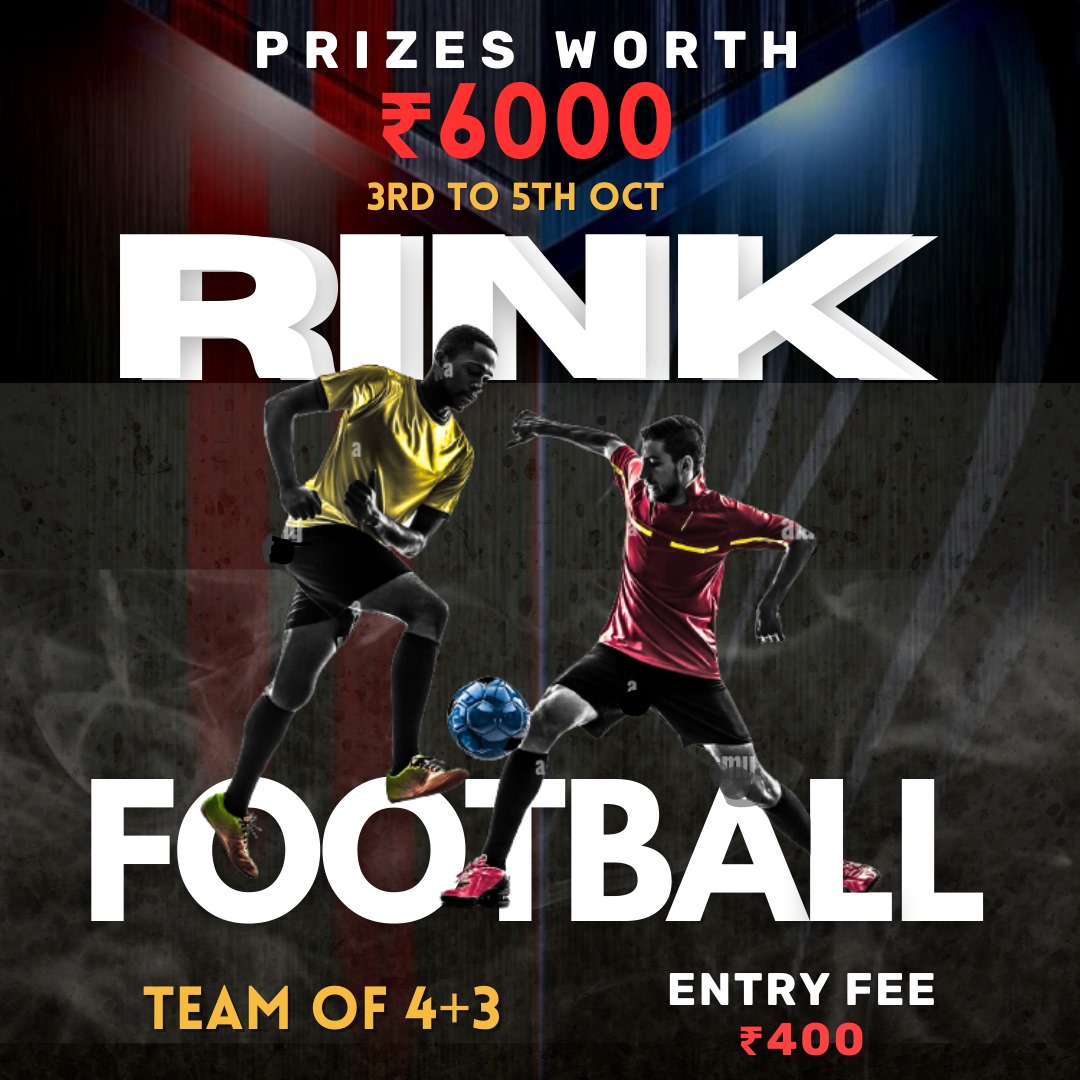 PRIZES WORTH
₹6000
3RD TO 5TH OCT
RINK
FOOTBALL
TEAM OF 4+3
ENTRY FEE
₹400